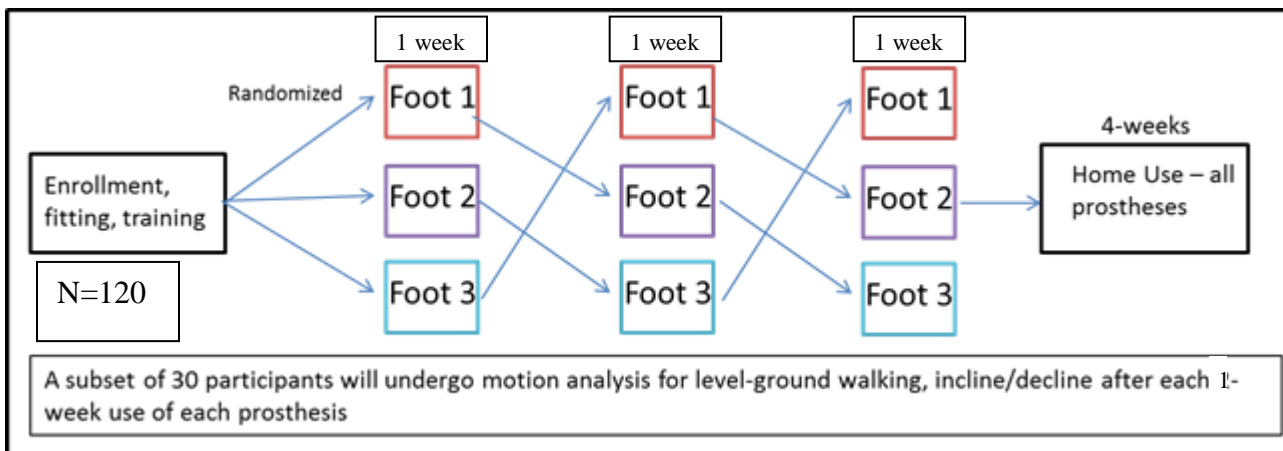 1 week 1 week 1 week
Randomized
Foot 1 Foot 1 Foot 1
4-weeks
Enrollment,
fitting, training
Foot 2 Foot 2 Foot 2
Home Use – all
prostheses
N=120
Foot 3 Foot 3 Foot 3
A subset of 30 participants will undergo motion analysis for level-ground walking, incline/decline after each 1-
week use of each prosthesis